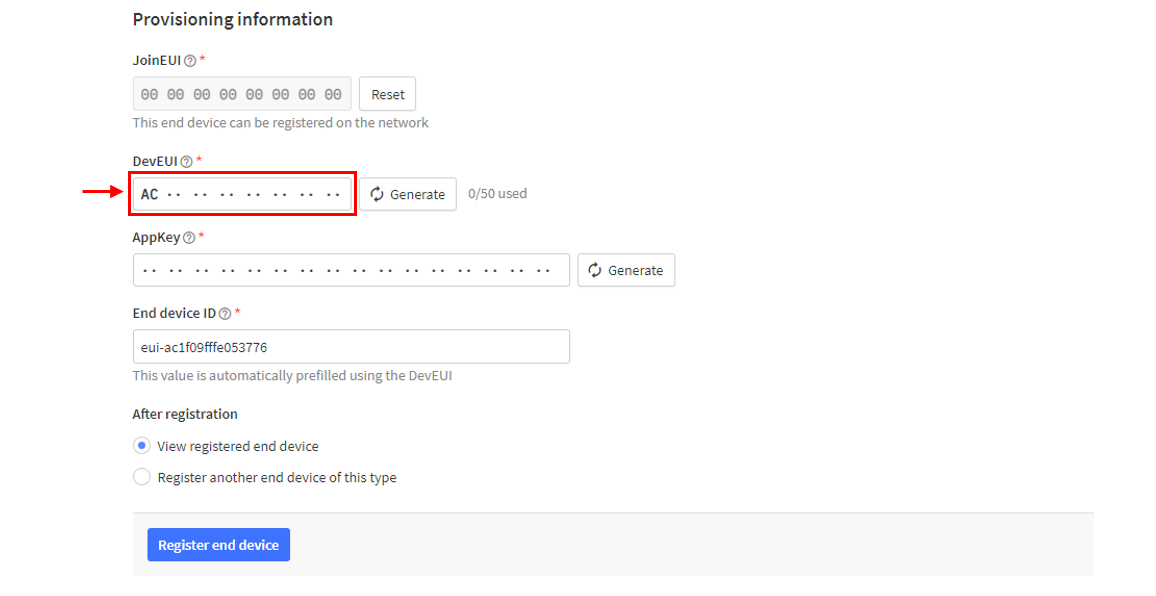 Provisioning information
JoinEUI ? *
00 00 00 00 00 00 00 00 Reset
This end device can be registered on the network
DevEUI ? *
AC ·· ·· ·· ·· ·· ·· ·· Generate 0/50 used
AppKey ? *
·· ·· ·· ·· ·· ·· ·· ·· ·· ·· ·· ·· ·· ·· ·· ·· Generate
End device ID ? *
eui-ac1f09fffe053776
This value is automatically prefilled using the DevEUI
After registration
View registered end device
Register another end device of this type
Register end device